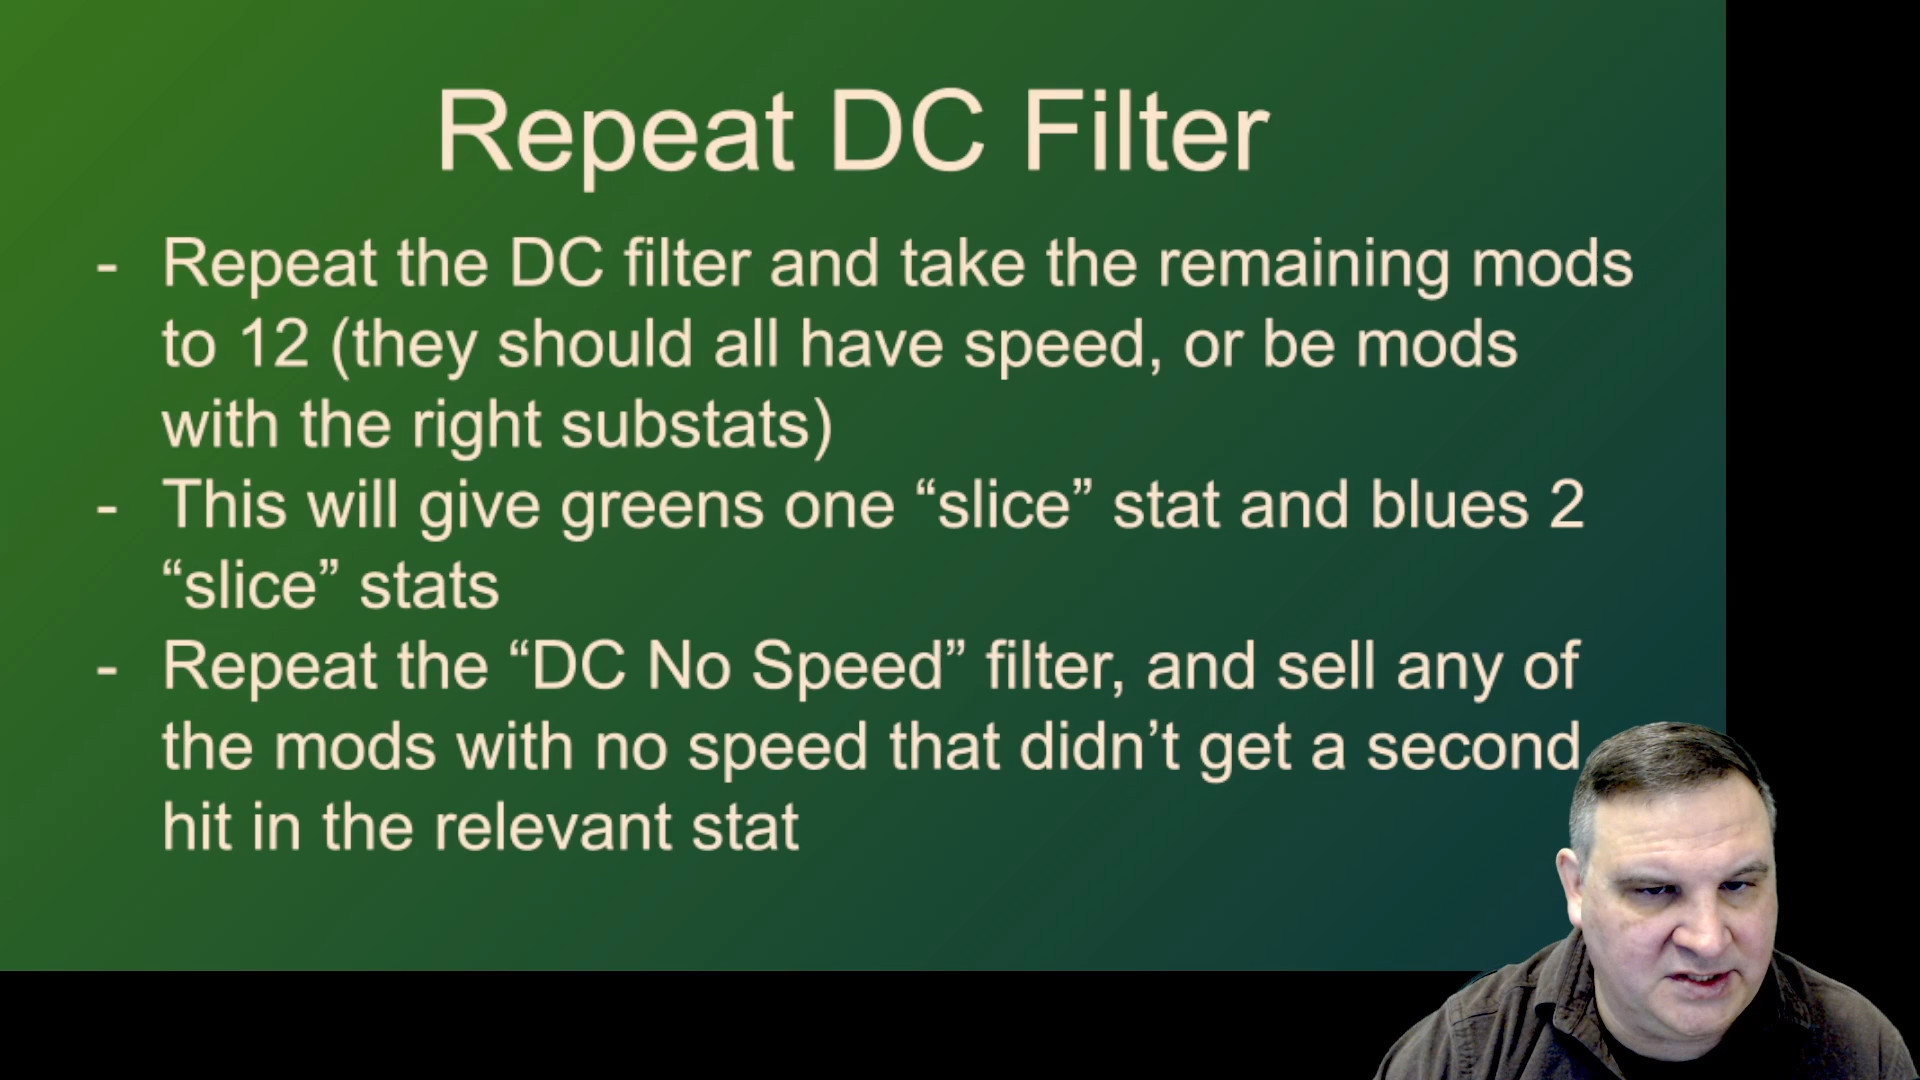 Repeat DC Filter
- Repeat the DC filter and take the remaining mods
to 12 (they should all have speed, or be mods
with the right substats)
- This will give greens one “slice” stat and blues 2
“slice” stats
- Repeat the “DC No Speed” filter, and sell any of
the mods with no speed that didn’t get a second
hit in the relevant stat